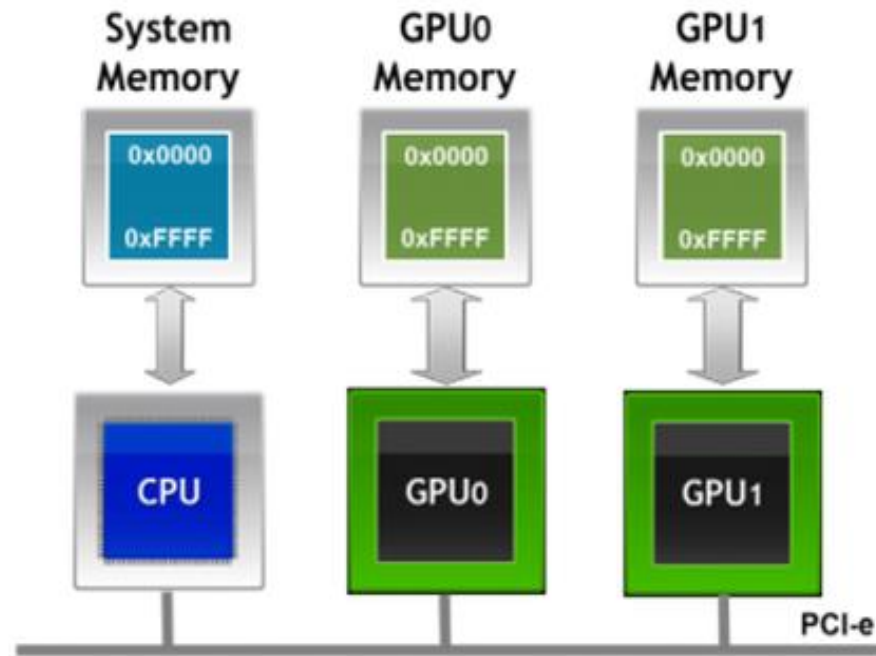 System
Memory
GPU0
Memory
GPU1
Memory
0x0000
0xFFFF
0x0000
0xFFFF
0x0000
0xFFFF
CPU
GPU0
GPU1
PCI-e